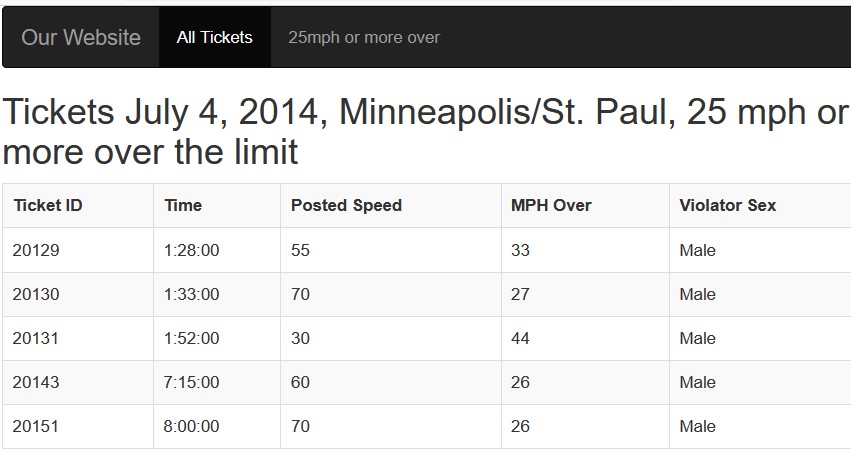 Our Website All Tickets 25mph or more over
Tickets July 4, 2014, Minneapolis/St. Paul, 25 mph or
more over the limit
Ticket ID Time Posted Speed MPH Over Violator Sex
20129 1:28:00 55 33 Male
20130 1:33:00 70 27 Male
20131 1:52:00 30 44 Male
20143 7:15:00 60 26 Male
20151 8:00:00 70 26 Male